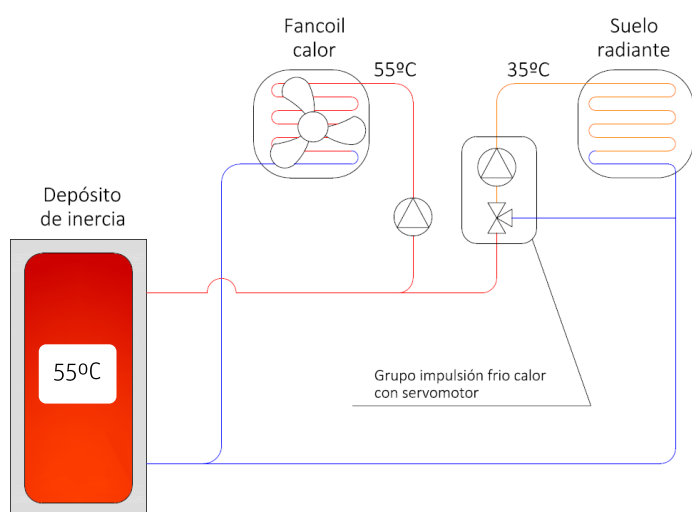 Fancoil
calor
Suelo
radiante
55ºC
35ºC
Depósito
de inercia
55ºC
Grupo impulsión frio calor
con servomotor